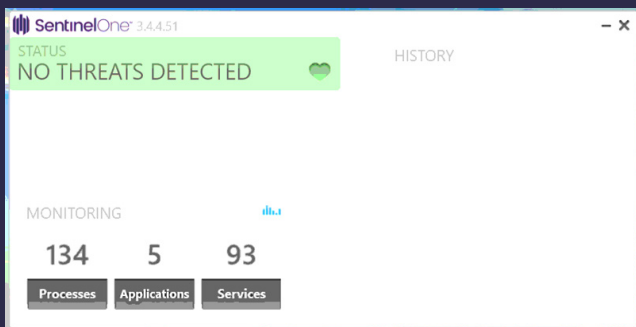 SentinelOne 3.4.4.51
STATUS
NO THREATS DETECTED
HISTORY
MONITORING
134 5 93
Processes Applications Services